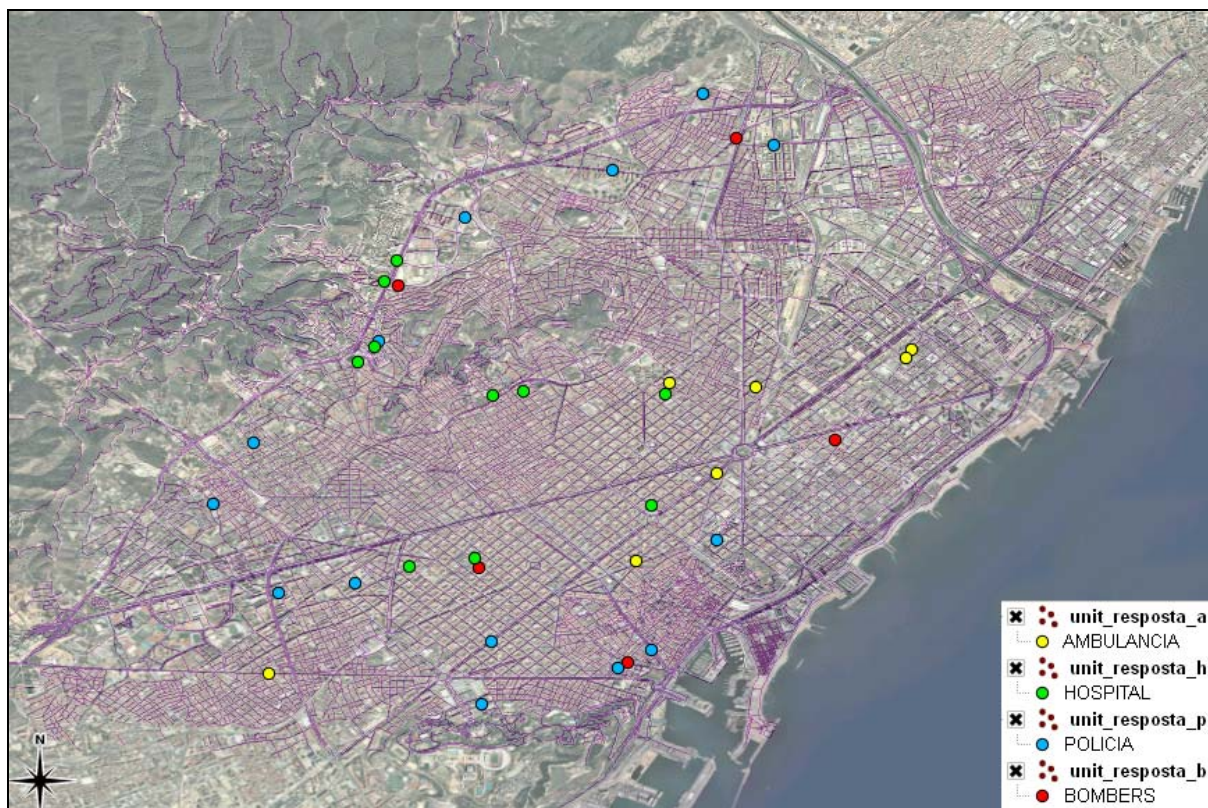 unit_resposta_a
AMBULANCIA
unit_resposta_h
HOSPITAL
unit_resposta_p
POLICIA
unit_resposta_b
BOMBERS
N